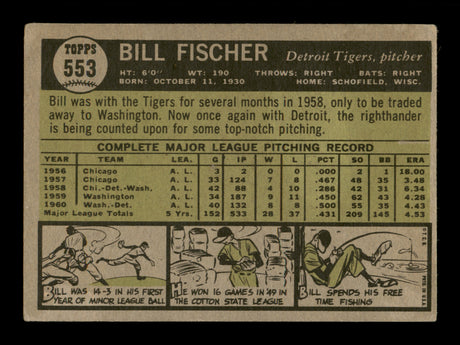 TOPPS
553
BILL FISCHER
Detroit Tigers, pitcher
HT: 6'0" WT: 190 THROWS: RIGHT BATS: RIGHT
BORN: OCTOBER 11, 1930 HOME: SCHOFIELD, WISC.
Bill was with the Tigers for several months in 1958, only to be traded
away to Washington. Now once again with Detroit, the righthander
is being counted upon for some top-notch pitching.
COMPLETE MAJOR LEAGUE PITCHING RECORD
YEAR TEAM LEA. G IP W L PCT SO BB ERA
1956 Chicago A. L. 3 2 0 0 .000 2 1 18.00
1957 Chicago A. L. 33 124 7 8 .467 48 35 3.48
1958 Chi.-Det.-Wash. A. L. 42 88 4 10 .286 42 31 6.34
1959 Washington A. L. 34 187 9 11 .450 62 43 4.28
1960 Wash.-Det. A. L. 40 132 8 8 .500 55 35 4.43
Major League Totals 5 Yrs. 152 533 28 37 .431 209 145 4.53
BILL WAS 14-3 IN HIS FIRST
YEAR OF MINOR LEAGUE BALL
HE WON 16 GAMES IN '49 IN
THE COTTON STATE LEAGUE
BILL SPENDS HIS FREE
TIME FISHING